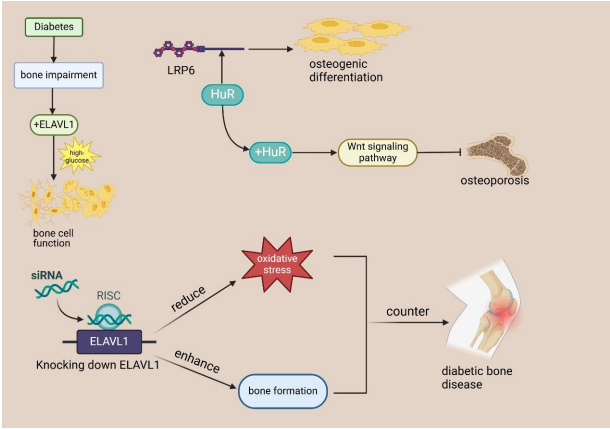 Diabetes
bone impairment
+ELAVL1
high-
glucose
bone cell
function
LRP6
osteogenic
differentiation
HuR
+HuR
Wnt signaling
pathway
osteoporosis
siRNA
RISC
ELAVL1
Knocking down ELAVL1
reduce
enhance
oxidative
stress
bone formation
counter
diabetic bone
disease